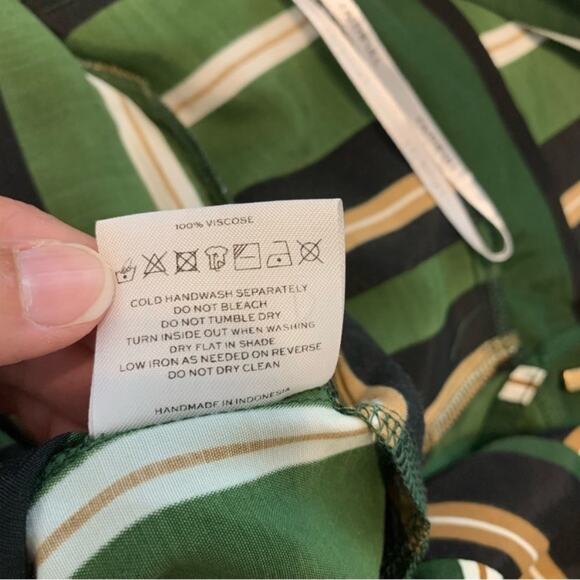 100% VISCOSE
COLD HANDWASH SEPARATELY
DO NOT BLEACH
DO NOT TUMBLE DRY
TURN INSIDE OUT WHEN WASHING
DRY FLAT IN SHADE
LOW IRON AS NEEDED ON REVERSE
DO NOT DRY CLEAN
HANDMADE IN INDONESIA